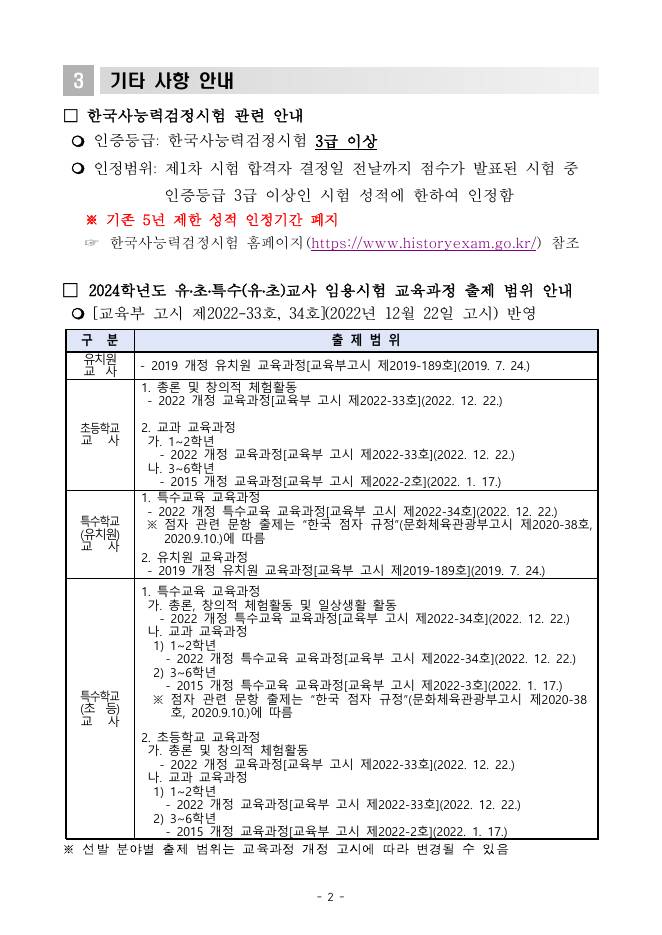 3 기타 사항 안내
□ 한국사능력검정시험 관련 안내
❍ 인증등급: 한국사능력검정시험 3급 이상
❍ 인정범위: 제1차 시험 합격자 결정일 전날까지 점수가 발표된 시험 중
인증등급 3급 이상인 시험 성적에 한하여 인정함
※ 기존 5년 제한 성적 인정기간 폐지
☞ 한국사능력검정시험 홈페이지(https://www.historyexam.go.kr/) 참조
□ 2024학년도 유·초·특수(유·초)교사 임용시험 교육과정 출제 범위 안내
❍ [교육부 고시 제2022-33호, 34호](2022년 12월 22일 고시) 반영
구 분 출 제 범 위
유치원
교 사
- 2019 개정 유치원 교육과정[교육부고시 제2019-189호](2019. 7. 24.)
초등학교
교 사
1. 총론 및 창의적 체험활동
- 2022 개정 교육과정[교육부 고시 제2022-33호](2022. 12. 22.)
2. 교과 교육과정
가. 1~2학년
- 2022 개정 교육과정[교육부 고시 제2022-33호](2022. 12. 22.)
나. 3~6학년
- 2015 개정 교육과정[교육부 고시 제2022-2호](2022. 1. 17.)
특수학교
(유치원)
교 사
1. 특수교육 교육과정
- 2022 개정 특수교육 교육과정[교육부 고시 제2022-34호](2022. 12. 22.)
※ 점자 관련 문항 출제는 “한국 점자 규정”(문화체육관광부고시 제2020-38호,
2020.9.10.)에 따름
2. 유치원 교육과정
- 2019 개정 유치원 교육과정[교육부 고시 제2019-189호](2019. 7. 24.)
특수학교
(초 등)
교 사
1. 특수교육 교육과정
가. 총론, 창의적 체험활동 및 일상생활 활동
- 2022 개정 특수교육 교육과정[교육부 고시 제2022-34호](2022. 12. 22.)
나. 교과 교육과정
1) 1~2학년
- 2022 개정 특수교육 교육과정[교육부 고시 제2022-34호](2022. 12. 22.)
2) 3~6학년
- 2015 개정 특수교육 교육과정[교육부 고시 제2022-3호](2022. 1. 17.)
※ 점자 관련 문항 출제는 “한국 점자 규정”(문화체육관광부고시 제2020-38
호, 2020.9.10.)에 따름
2. 초등학교 교육과정
가. 총론 및 창의적 체험활동
- 2022 개정 교육과정[교육부 고시 제2022-33호](2022. 12. 22.)
나. 교과 교육과정
1) 1~2학년
- 2022 개정 교육과정[교육부 고시 제2022-33호](2022. 12. 22.)
2) 3~6학년
- 2015 개정 교육과정[교육부 고시 제2022-2호](2022. 1. 17.)
※ 선발 분야별 출제 범위는 교육과정 개정 고시에 따라 변경될 수 있음
- 2 -